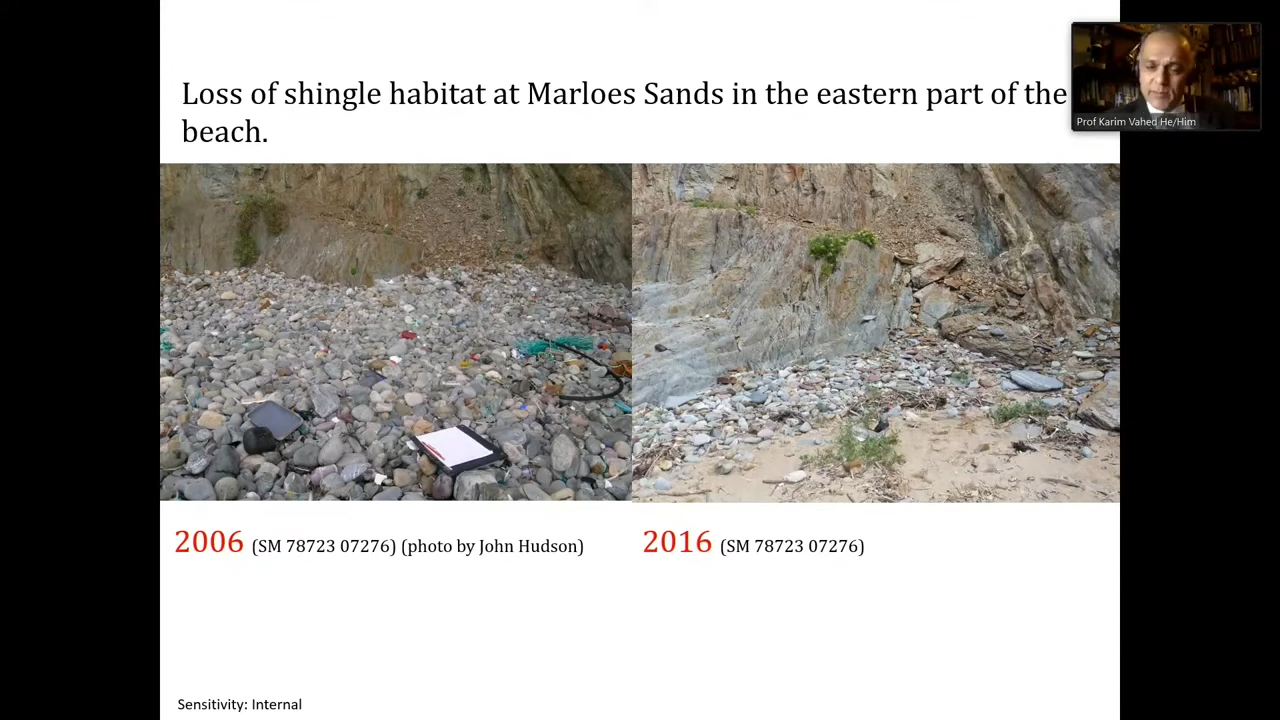 Loss of shingle habitat at Marloes Sands in the eastern part of the
beach.
Prof Karim Vahed He/Him
2006 (SM 78723 07276) (photo by John Hudson)
2016 (SM 78723 07276)
Sensitivity: Internal